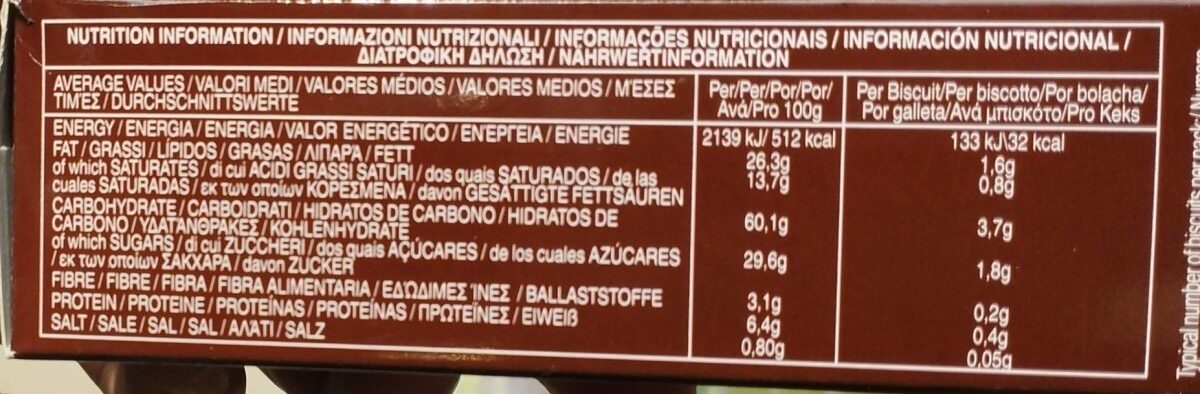 NUTRITION INFORMATION / INFORMAZIONI NUTRIZIONALI / INFORMAÇÕES NUTRICIONAIS / INFORMACIÓN NUTRICIONAL /
ΔΙΑΤΡΟΦΙΚΗ ΔΗΛΩΣΗ / NÄHRWERTINFORMATION
AVERAGE VALUES / VALORI MEDI / VALORES MÉDIOS / VALORES MEDIOS / ΜΈΣΕΣ
ΤΙΜΈΣ / DURCHSCHNITTSWERTE
Per/Per/Por/Por/
Ανά/Pro 100g
Per Biscuit/Per biscotto/Por bolacha/
Por galleta/Ανά μπισκότο/Pro Keks
ENERGY / ENERGIA / ENERGIA / VALOR ENERGÉTICO / ΕΝΈΡΓΕΙΑ / ENERGIE 2139 kJ/ 512 kcal 133 kJ\32 kcal
FAT / GRASSI / LÍPIDOS / GRASAS / ΛΙΠΑΡΆ / FETT 26,3g 1,6g
of which SATURATES / di cui ACIDI GRASSI SATURI / dos quais SATURADOS / de las 13,7g 0,8g
cuales SATURADAS / εκ των οποίων ΚΟΡΕΣΜΕΝΑ / davon GESÄTTIGTE FETTSÄUREN
CARBOHYDRATE / CARBOIDRATI / HIDRATOS DE CARBONO / HIDRATOS DE 60,1g 3,7g
CARBONO / ΥΔΑΤΆΝΘΡΑΚΕΣ / KOHLENHYDRATE
of which SUGARS / di cui ZUCCHERI / dos quais AÇÚCARES / de los cuales AZÚCARES 29,6g 1,8g
/ εκ των οποίων ΣΑΚΧΑΡΑ / davon ZUCKER
FIBRE / FIBRE / FIBRA / FIBRA ALIMENTARIA / ΕΔΏΔΙΜΕΣ ΊΝΕΣ / BALLASTSTOFFE 3,1g 0,2g
PROTEIN / PROTEINE / PROTEÍNAS / PROTEÍNAS / ΠΡΩΤΕΪΝΕΣ / EIWEIß 6,4g 0,4g
SALT / SALE / SAL / SAL / ΑΛΆΤΙ / SALZ 0,80g 0,05g
Typical number of biscuits per pack